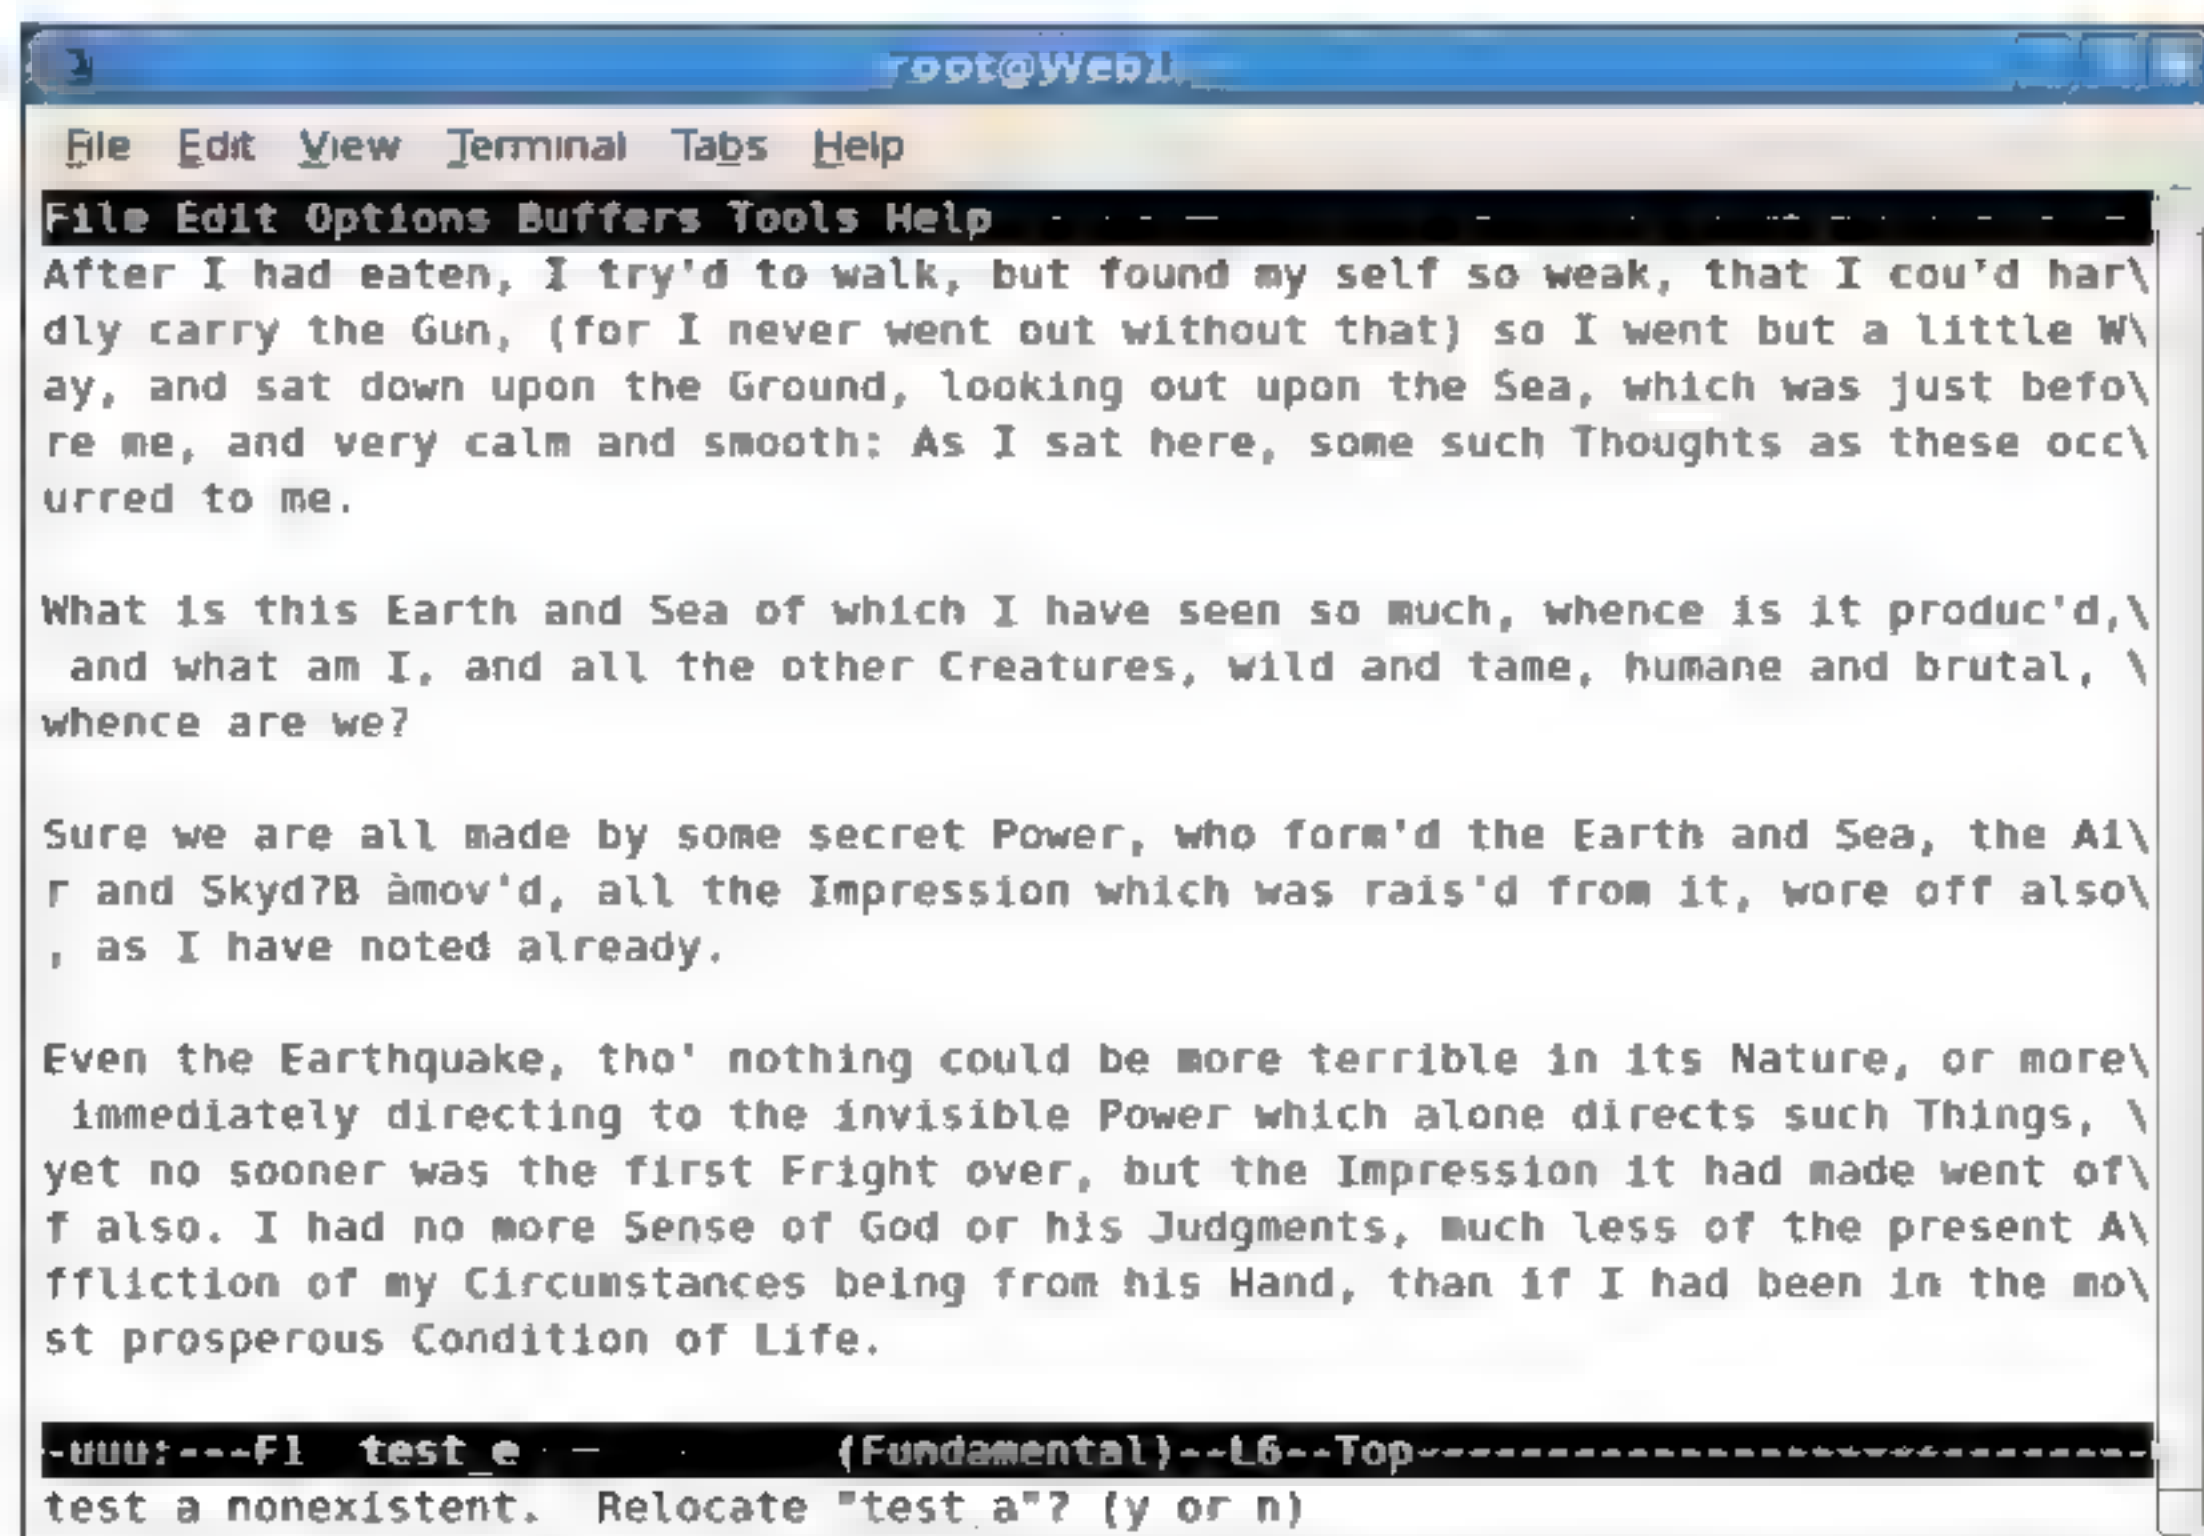 root@Web1
File Edit View Terminal Tabs Help
File Edit Options Buffers Tools Help
After I had eaten, I try'd to walk, but found my self so weak, that I cou'd har\
dly carry the Gun, (for I never went out without that) so I went but a little W\
ay, and sat down upon the Ground, looking out upon the Sea, which was just befo\
re me, and very calm and smooth: As I sat here, some such Thoughts as these occ\
urred to me.
What is this Earth and Sea of which I have seen so much, whence is it produc'd,\
and what am I, and all the other Creatures, wild and tame, humane and brutal, \
whence are we?
Sure we are all made by some secret Power, who form'd the Earth and Sea, the Ai\
r and Skyd?B àmov'd, all the Impression which was rais'd from it, wore off also\
, as I have noted already.
Even the Earthquake, tho' nothing could be more terrible in its Nature, or more\
immediately directing to the invisible Power which alone directs such Things, \
yet no sooner was the first Fright over, but the Impression it had made went of\
f also. I had no more Sense of God or his Judgments, much less of the present A\
ffliction of my Circumstances being from his Hand, than if I had been in the mo\
st prosperous Condition of Life.
-uuu:---F1  test_e (Fundamental)--L6--Top----------------------------
test a nonexistent.  Relocate "test a"? (y or n)